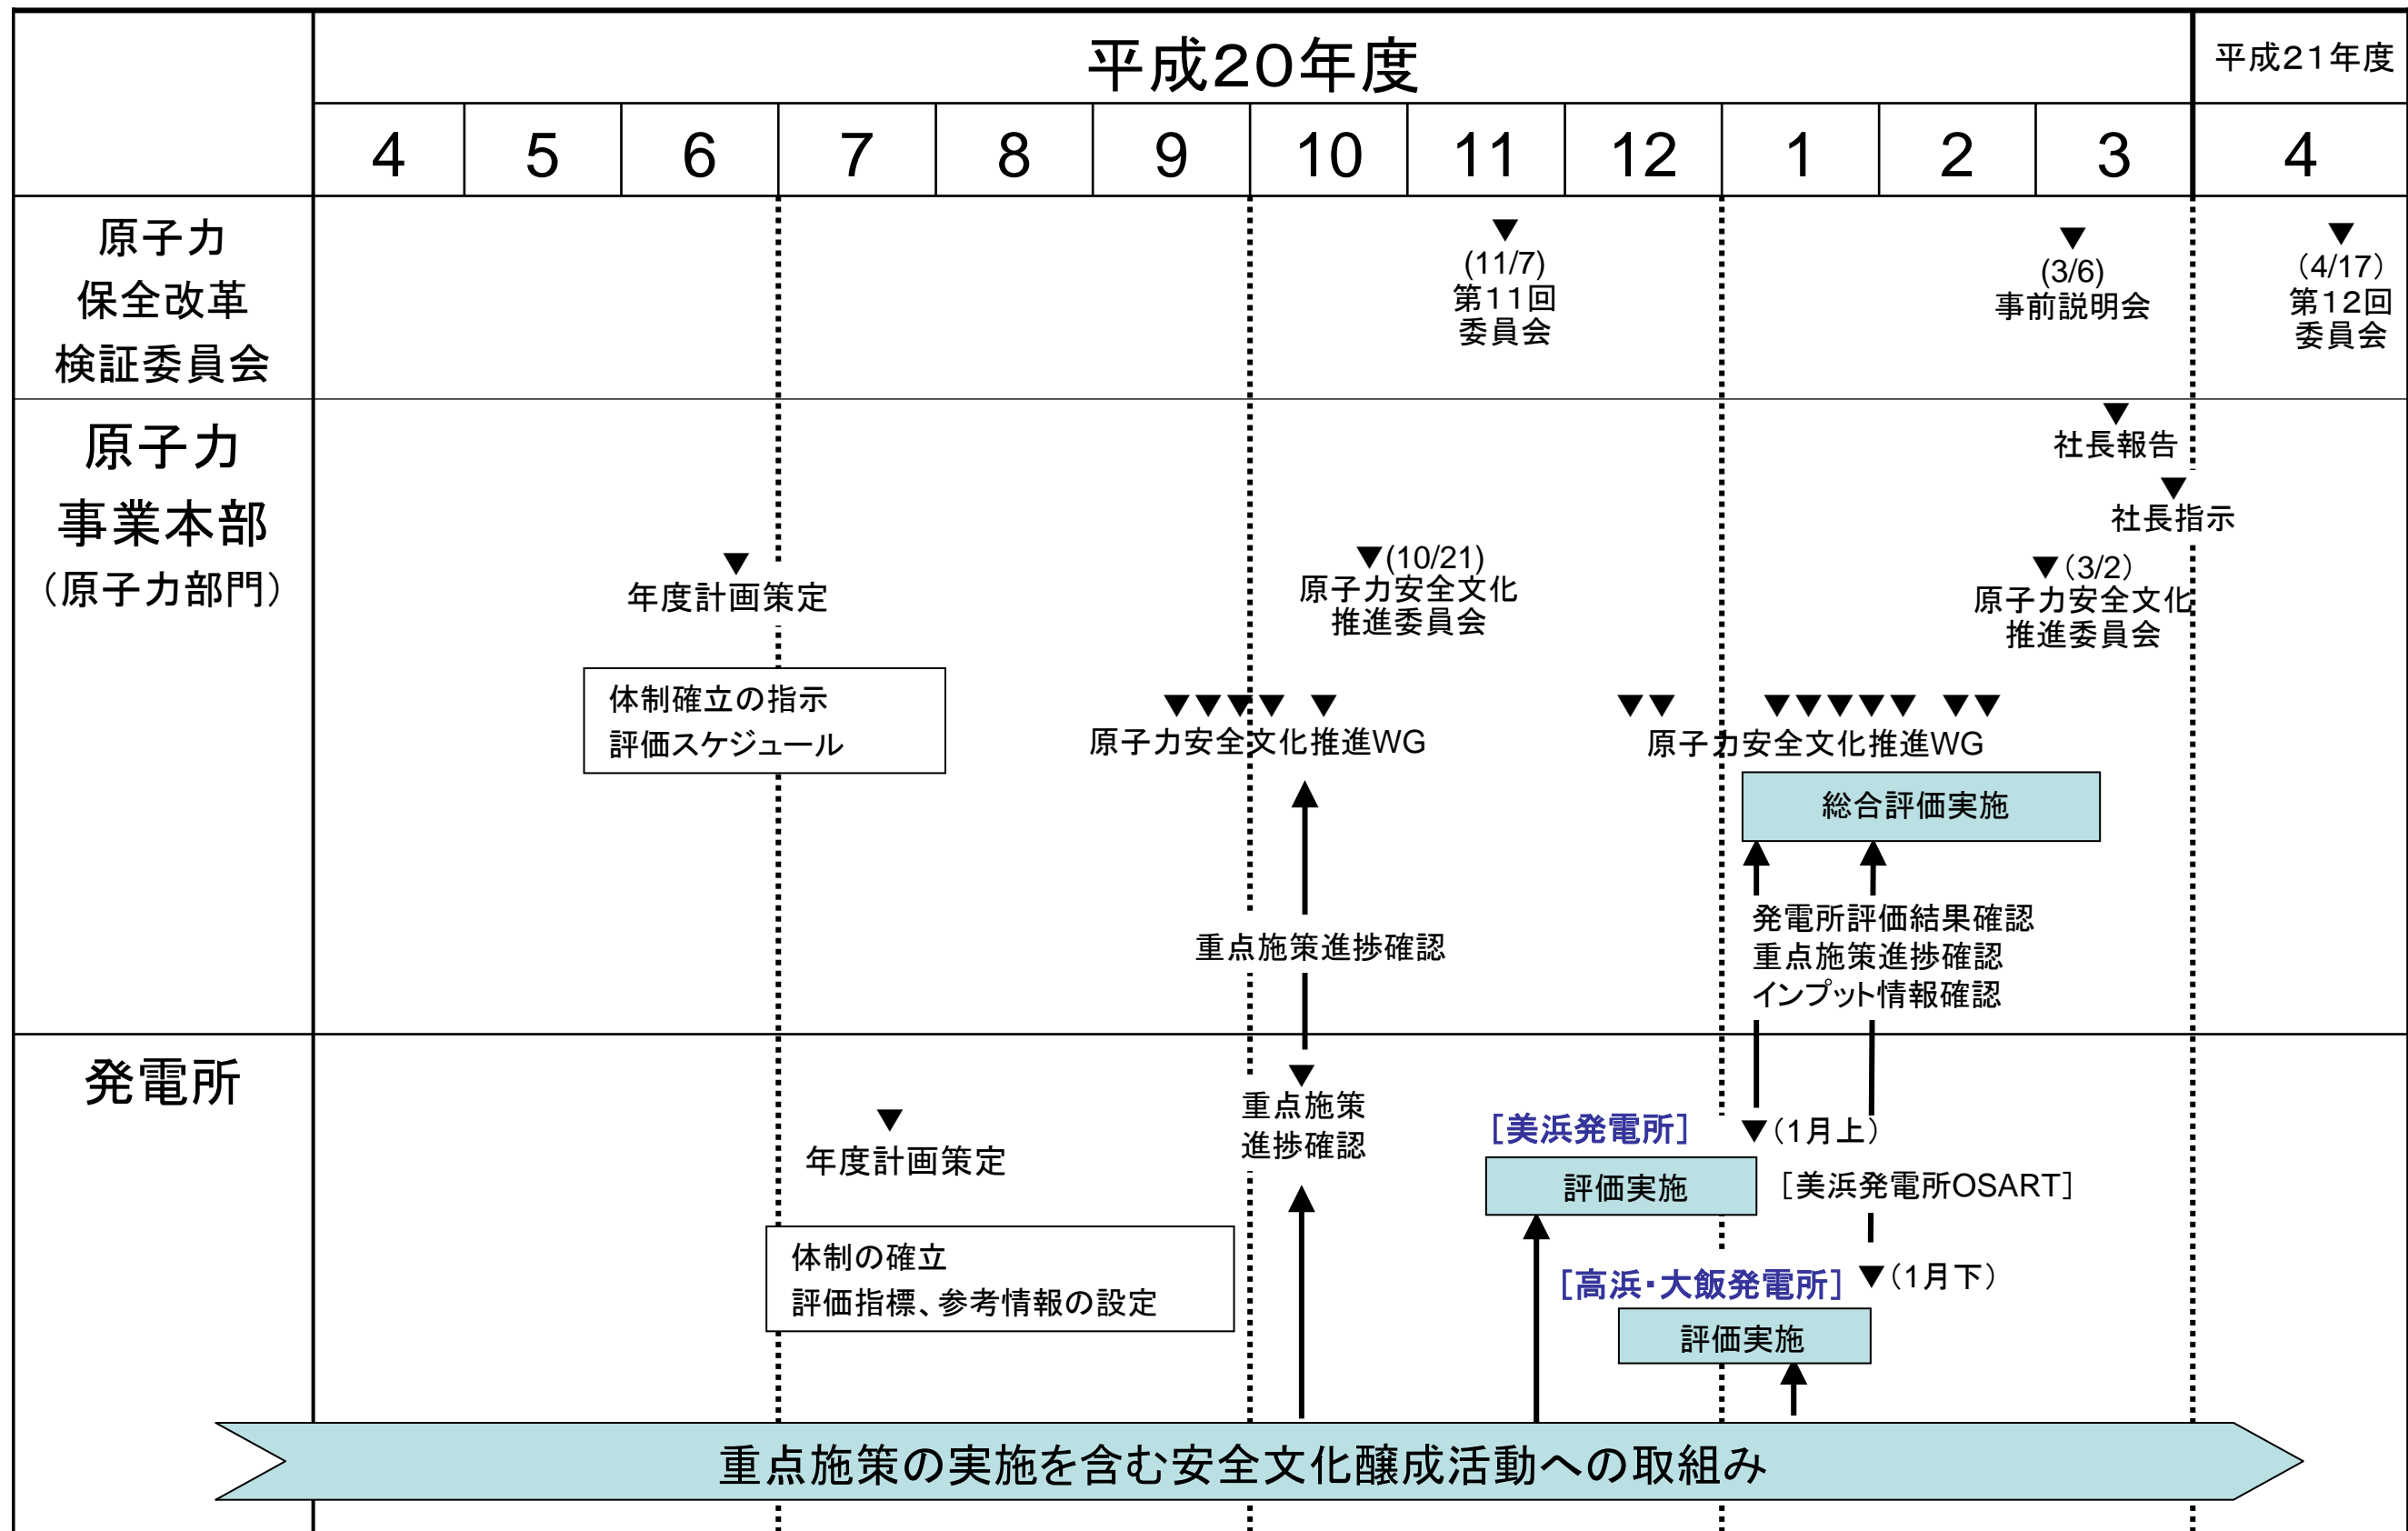 平成20年度
平成21年度
4
5
6
7
8
9
10
11
12
1
2
3
4
原子力
保全改革
検証委員会
▼
(11/7)
第11回
委員会
▼
(3/6)
事前説明会
▼
(4/17)
第12回
委員会
原子力
事業本部
(原子力部門)
▼
社長報告
▼
社長指示
▼
年度計画策定
▼(10/21)
原子力安全文化
推進委員会
▼(3/2)
原子力安全文化
推進委員会
体制確立の指示
評価スケジュール
▼▼▼▼ ▼
原子力安全文化推進WG
▼▼ ▼▼▼▼▼ ▼▼
原子力安全文化推進WG
総合評価実施
重点施策進捗確認
発電所評価結果確認
重点施策進捗確認
インプット情報確認
発電所
▼
年度計画策定
▼
重点施策
進捗確認
[美浜発電所]
▼(1月上)
評価実施
[美浜発電所OSART]
体制の確立
評価指標、参考情報の設定
[高浜・大飯発電所]
▼(1月下)
評価実施
重点施策の実施を含む安全文化醸成活動への取組み